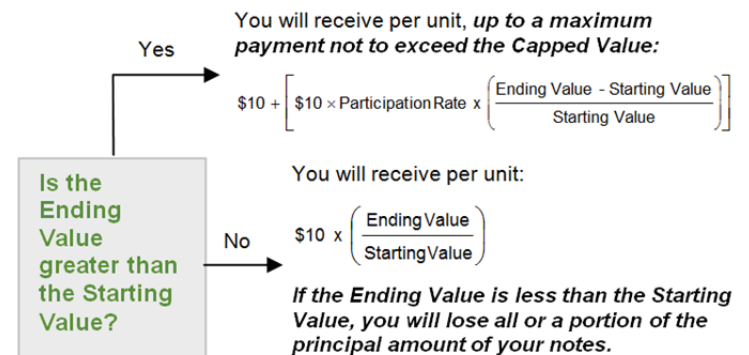 You will receive per unit, up to a maximum
payment not to exceed the Capped Value:
Yes
$10 + [ $10 × Participation Rate x ( Ending Value - Starting Value
Starting Value ) ]
Is the
Ending
Value
greater than
the Starting
Value?
No
You will receive per unit:
$10 x ( Ending Value
Starting Value )
If the Ending Value is less than the Starting
Value, you will lose all or a portion of the
principal amount of your notes.